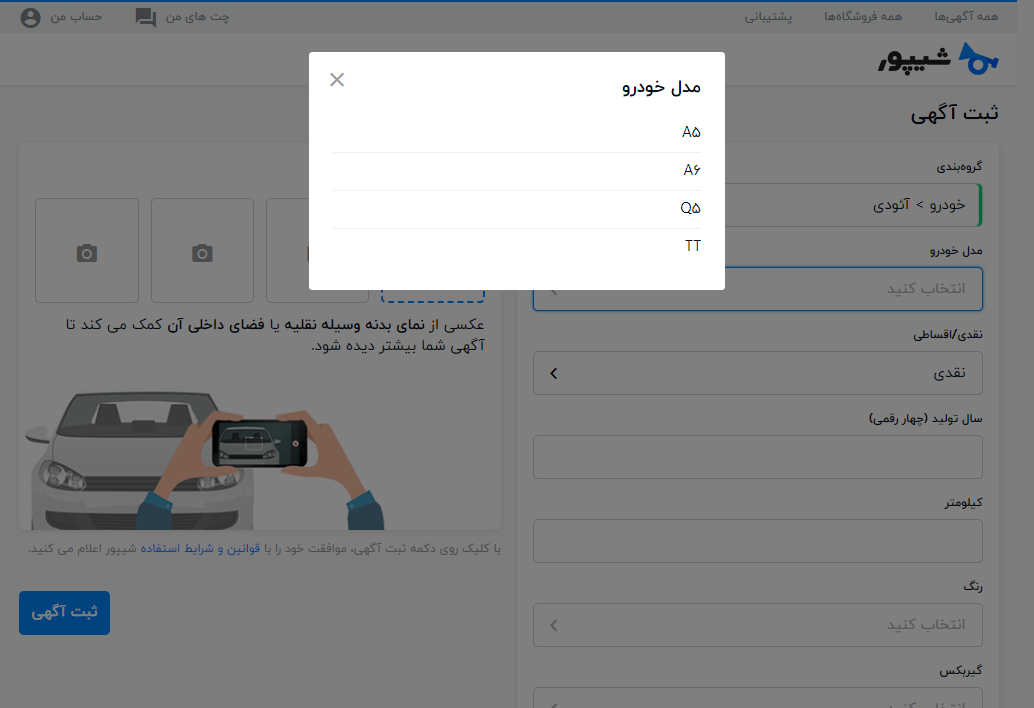 همه آگهی‌ها
همه فروشگاه‌ها
پشتیبانی
چت های من
حساب من
شیپور
ثبت آگهی
مدل خودرو
A۵
A۶
Q۵
TT
گروه‌بندی
خودرو > آئودی
مدل خودرو
انتخاب کنید
نقدی/اقساطی
نقدی
سال تولید (چهار رقمی)
کیلومتر
رنگ
انتخاب کنید
گیربکس
انتخاب کنید
عکسی از نمای بدنه وسیله نقلیه یا فضای داخلی آن کمک می کند تا
آگهی شما بیشتر دیده شود.
با کلیک روی دکمه ثبت آگهی، موافقت خود را با قوانین و شرایط استفاده شیپور اعلام می کنید.
ثبت آگهی